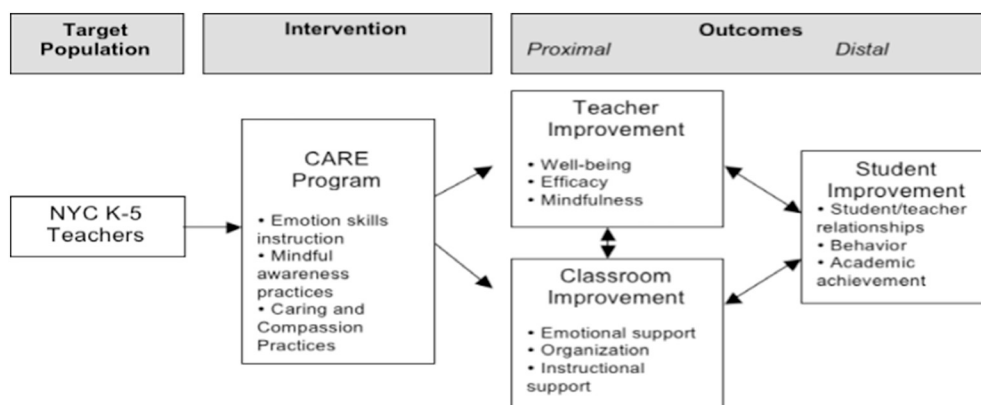 Target
Population
Intervention
Outcomes
Proximal
Distal
NYC K-5
Teachers
CARE
Program
• Emotion skills
instruction
• Mindful
awareness
practices
• Caring and
Compassion
Practices
Teacher
Improvement
• Well-being
• Efficacy
• Mindfulness
Classroom
Improvement
• Emotional support
• Organization
• Instructional
support
Student
Improvement
• Student/teacher
relationships
• Behavior
• Academic
achievement